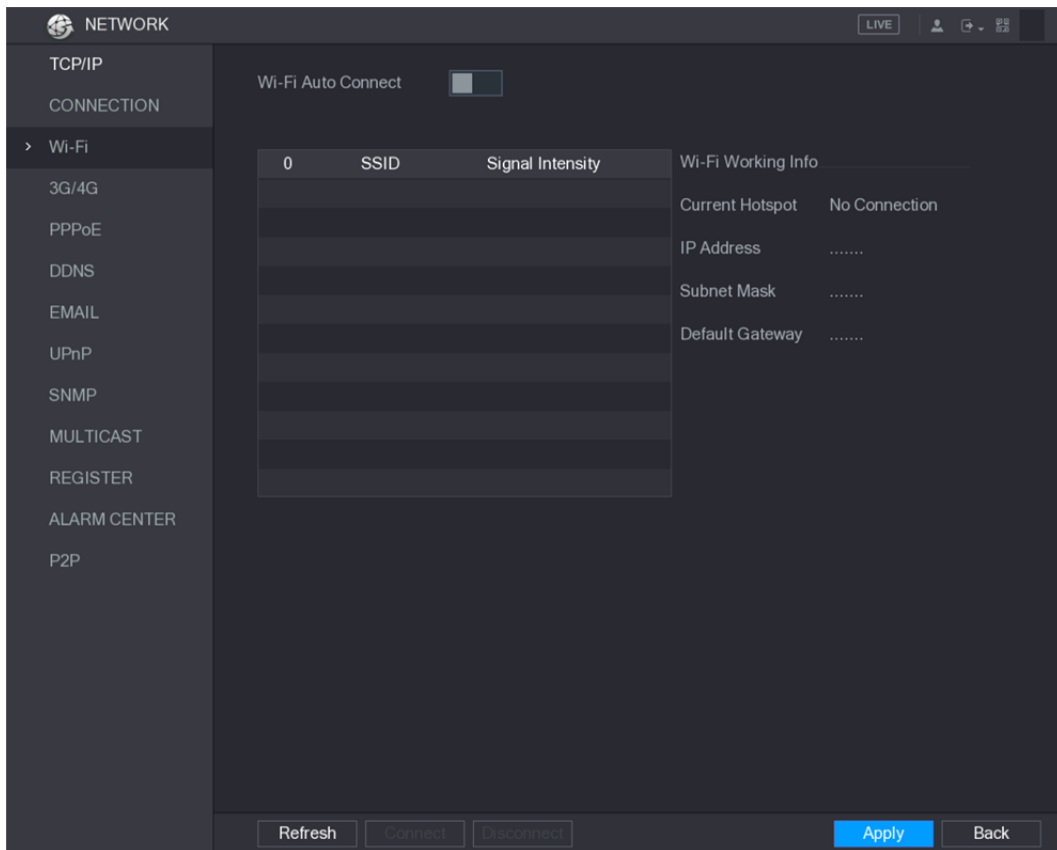 NETWORK
LIVE
TCP/IP
CONNECTION
> Wi-Fi
3G/4G
PPPoE
DDNS
EMAIL
UPnP
SNMP
MULTICAST
REGISTER
ALARM CENTER
P2P
Wi-Fi Auto Connect
0 SSID Signal Intensity
Wi-Fi Working Info
Current Hotspot No Connection
IP Address .......
Subnet Mask .......
Default Gateway .......
Refresh Connect Disconnect Apply Back